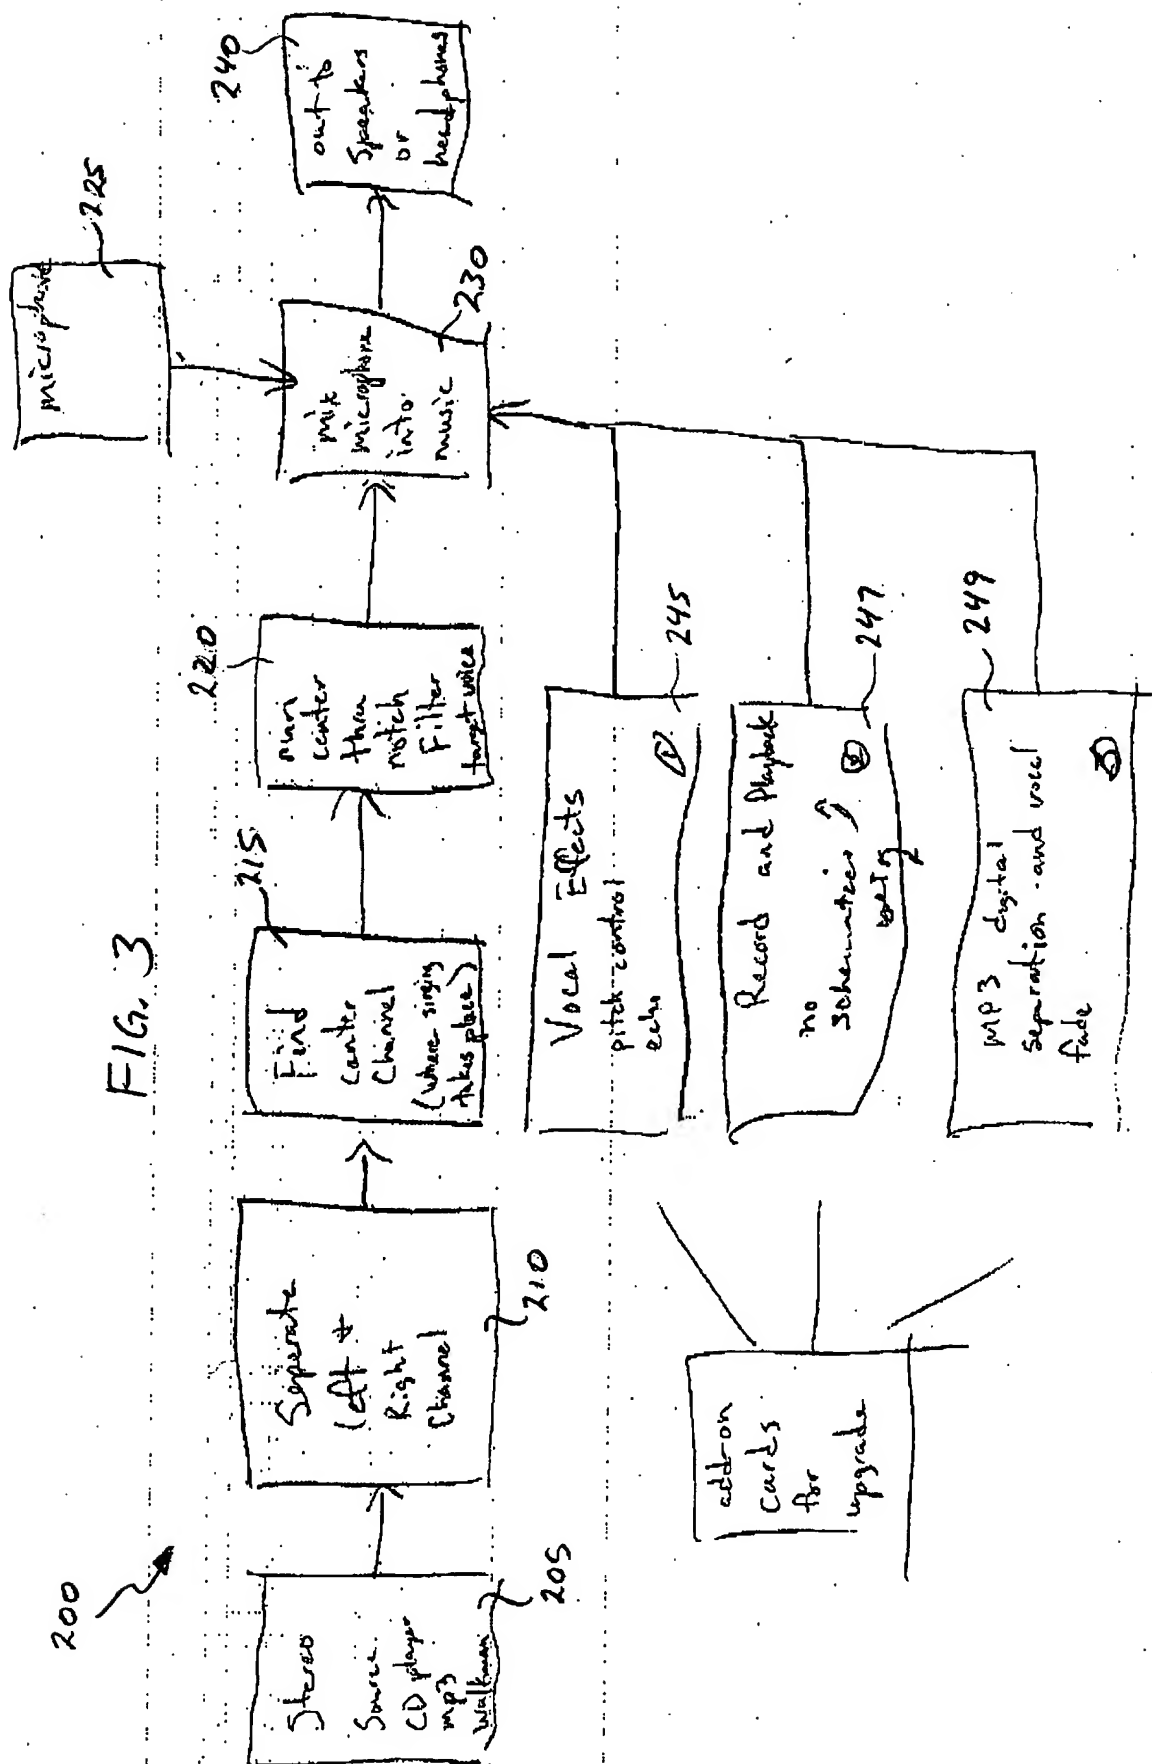 FIG. 3
200
Stereo
Source
CD player
mp3
Walkman
205
Seperate
Left +
Right
Channel
210
Find
Center
Channel
(Where singing
takes place)
215
run
center
thru
notch
Filter
target voice
220
microphone
225
mix
microphone
into
music
230
out to
Speakers
or
headphones
240
Vocal Effects
pitch control
echo
245
Record and Playback
no
schematics
247
MP3 digital
Separation and vocal
fade
3
249
add-on
cards
for
upgrade